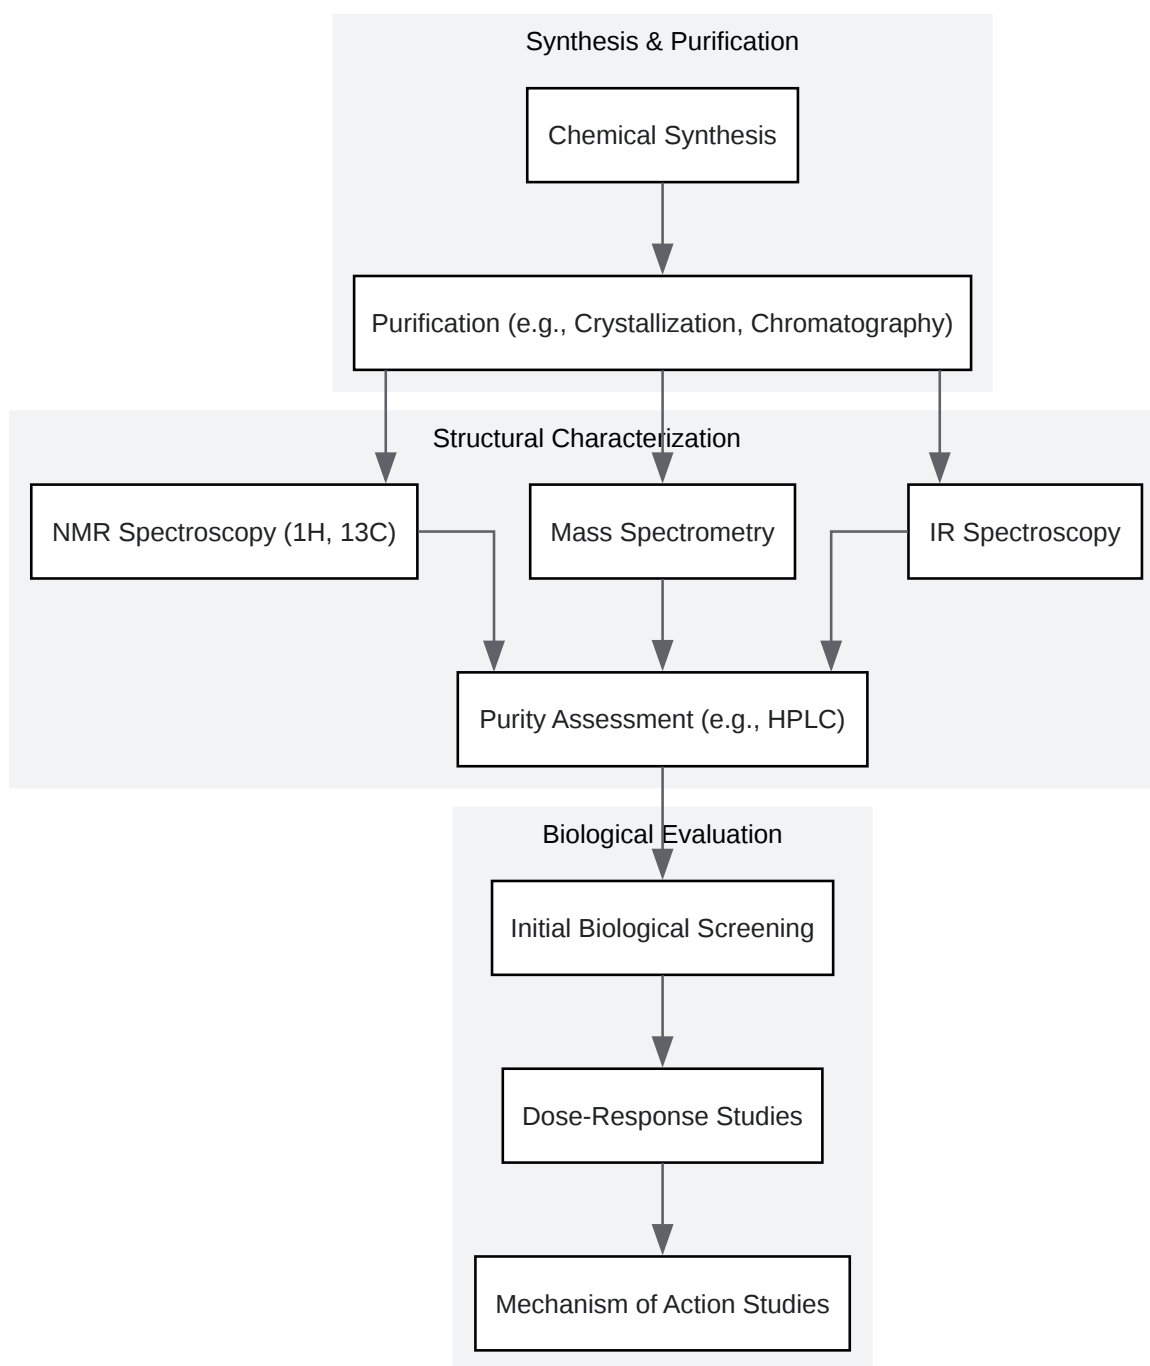 Synthesis & Purification
Chemical Synthesis
Purification (e.g., Crystallization, Chromatography)
Structural Characterization
NMR Spectroscopy (1H, 13C)
Mass Spectrometry
IR Spectroscopy
Purity Assessment (e.g., HPLC)
Biological Evaluation
Initial Biological Screening
Dose-Response Studies
Mechanism of Action Studies